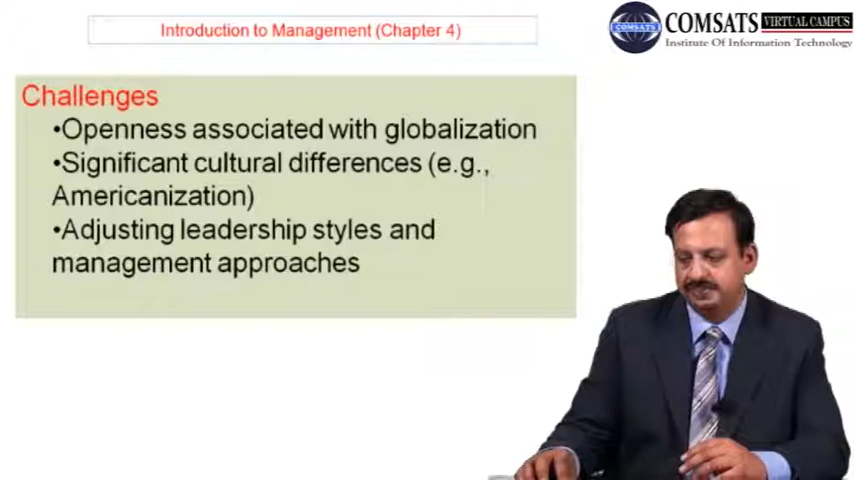 Introduction to Management (Chapter 4)
COMSATS
COMSATS VIRTUAL CAMPUS
Institute Of Information Technology
Challenges
•Openness associated with globalization
•Significant cultural differences (e.g.,
Americanization)
•Adjusting leadership styles and
management approaches